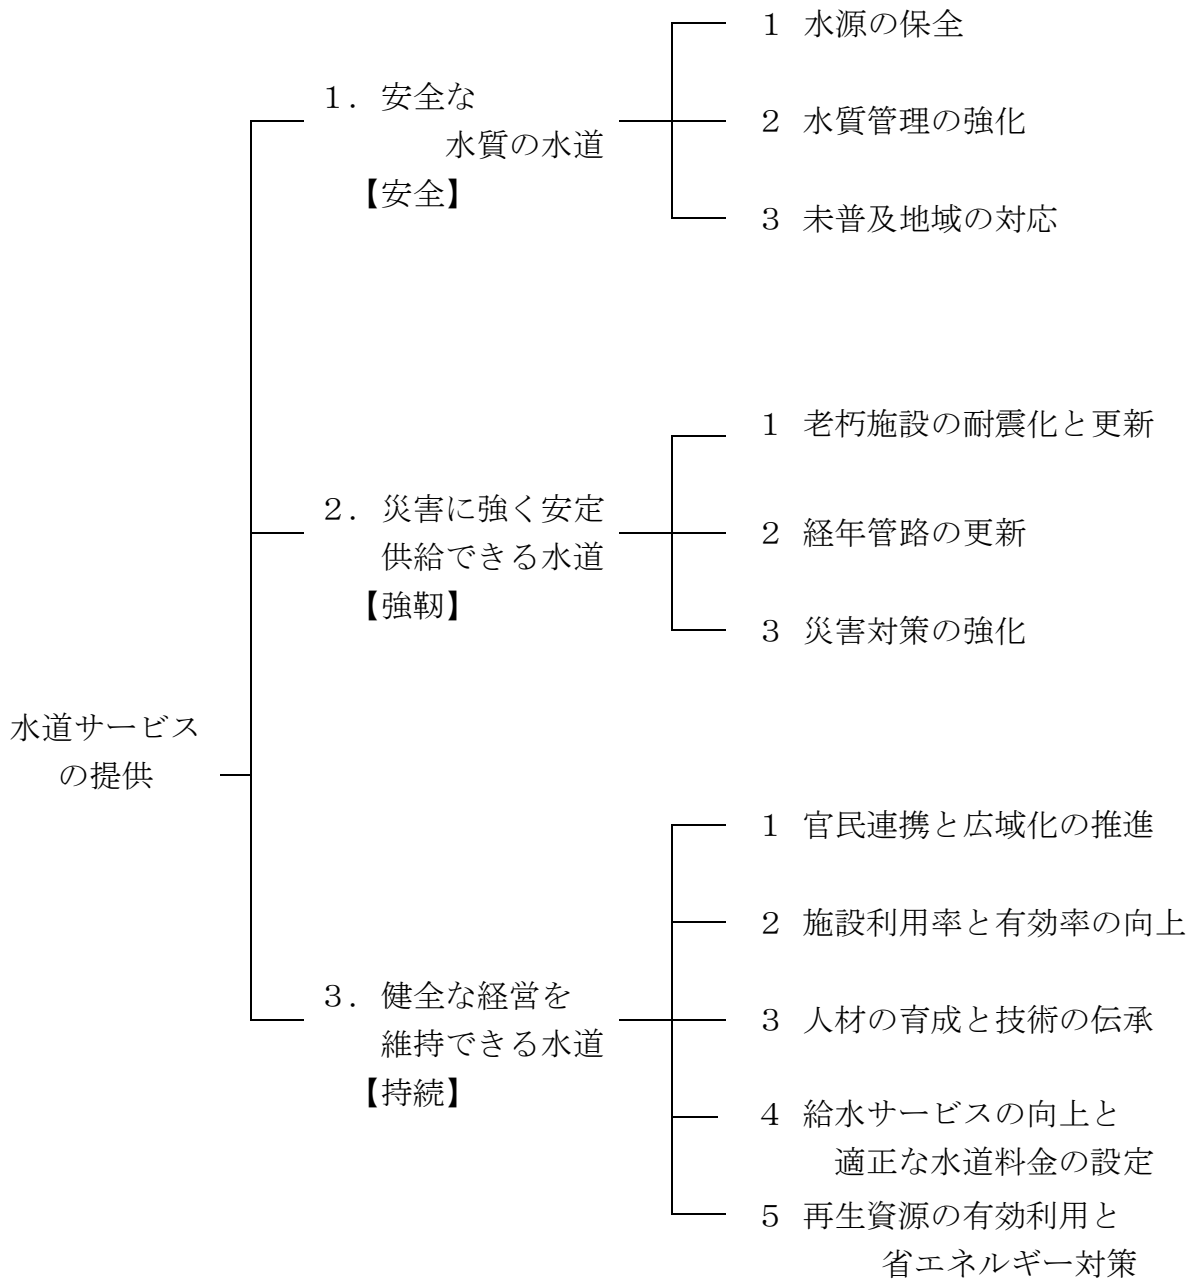 水道サービス
の提供
1．安全な
水質の水道
【安全】
1 水源の保全
2 水質管理の強化
3 未普及地域の対応
2．災害に強く安定
供給できる水道
【強靭】
1 老朽施設の耐震化と更新
2 経年管路の更新
3 災害対策の強化
3．健全な経営を
維持できる水道
【持続】
1 官民連携と広域化の推進
2 施設利用率と有効率の向上
3 人材の育成と技術の伝承
4 給水サービスの向上と
適正な水道料金の設定
5 再生資源の有効利用と
省エネルギー対策